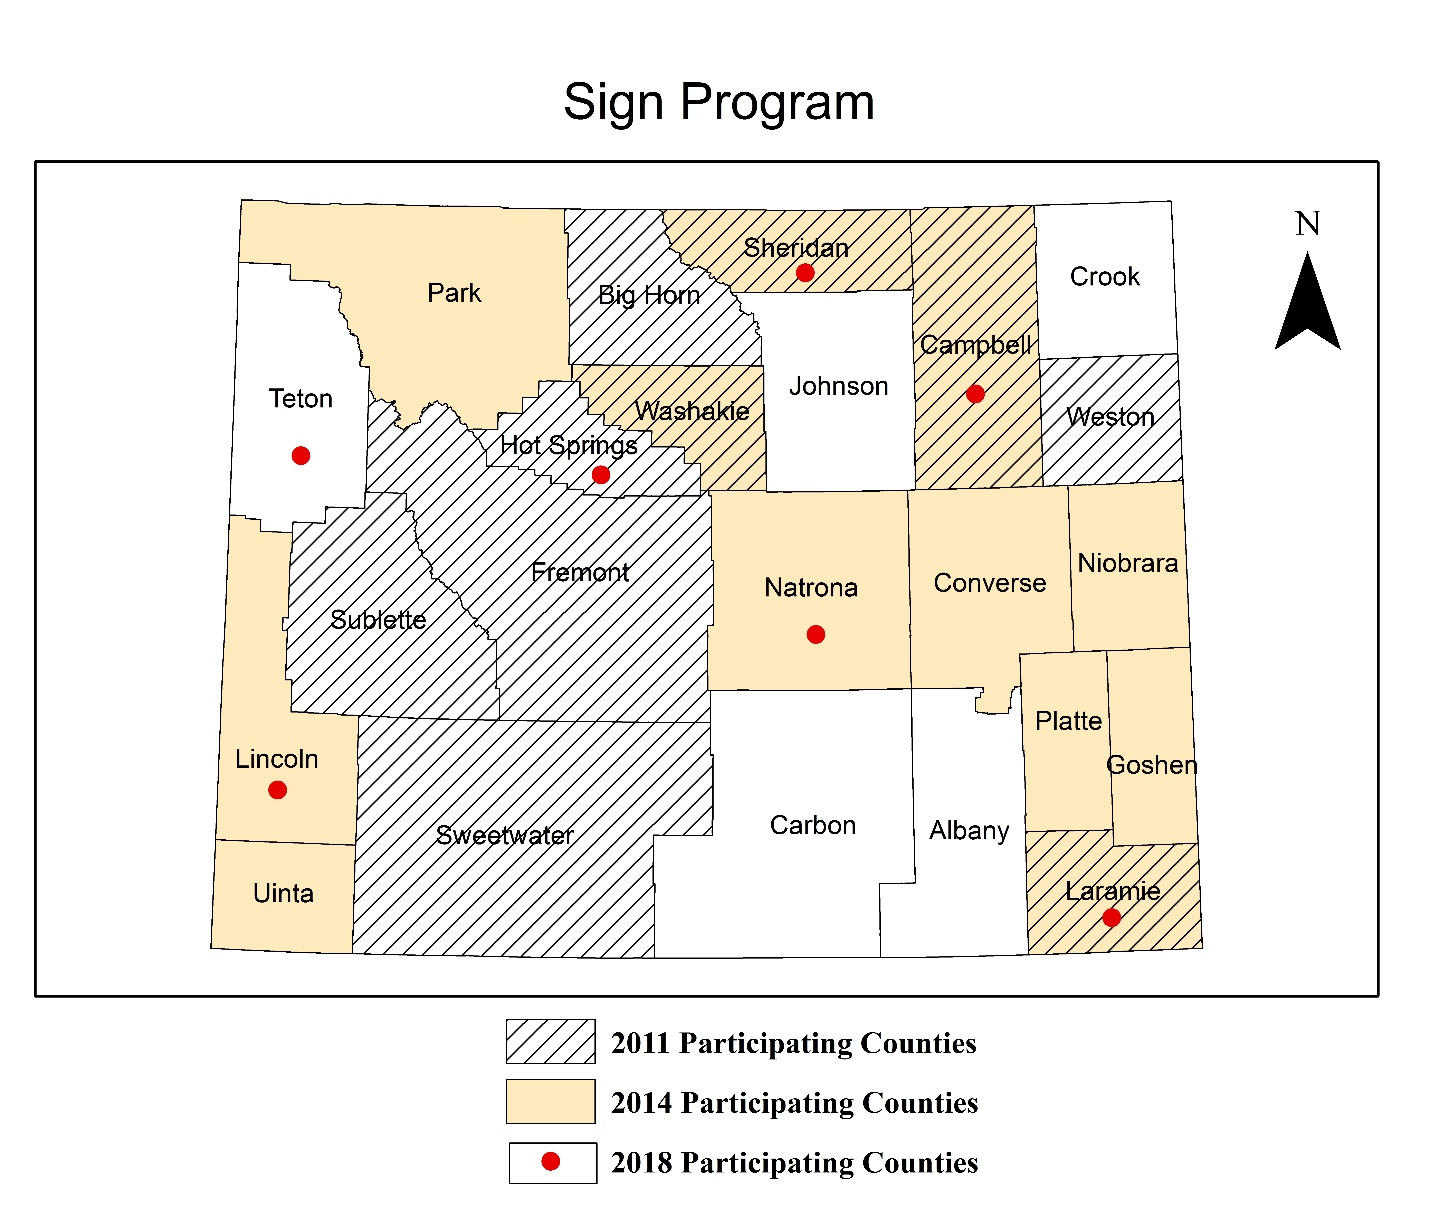 Sign Program
N
Sheridan
Crook
Park
Big Horn
Campbell
Johnson
Teton
Washakie
Weston
Hot Springs
Niobrara
Fremont
Converse
Natrona
Sublette
Platte
Lincoln
Goshen
Carbon
Albany
Sweetwater
Laramie
Uinta
2011 Participating Counties
2014 Participating Counties
2018 Participating Counties